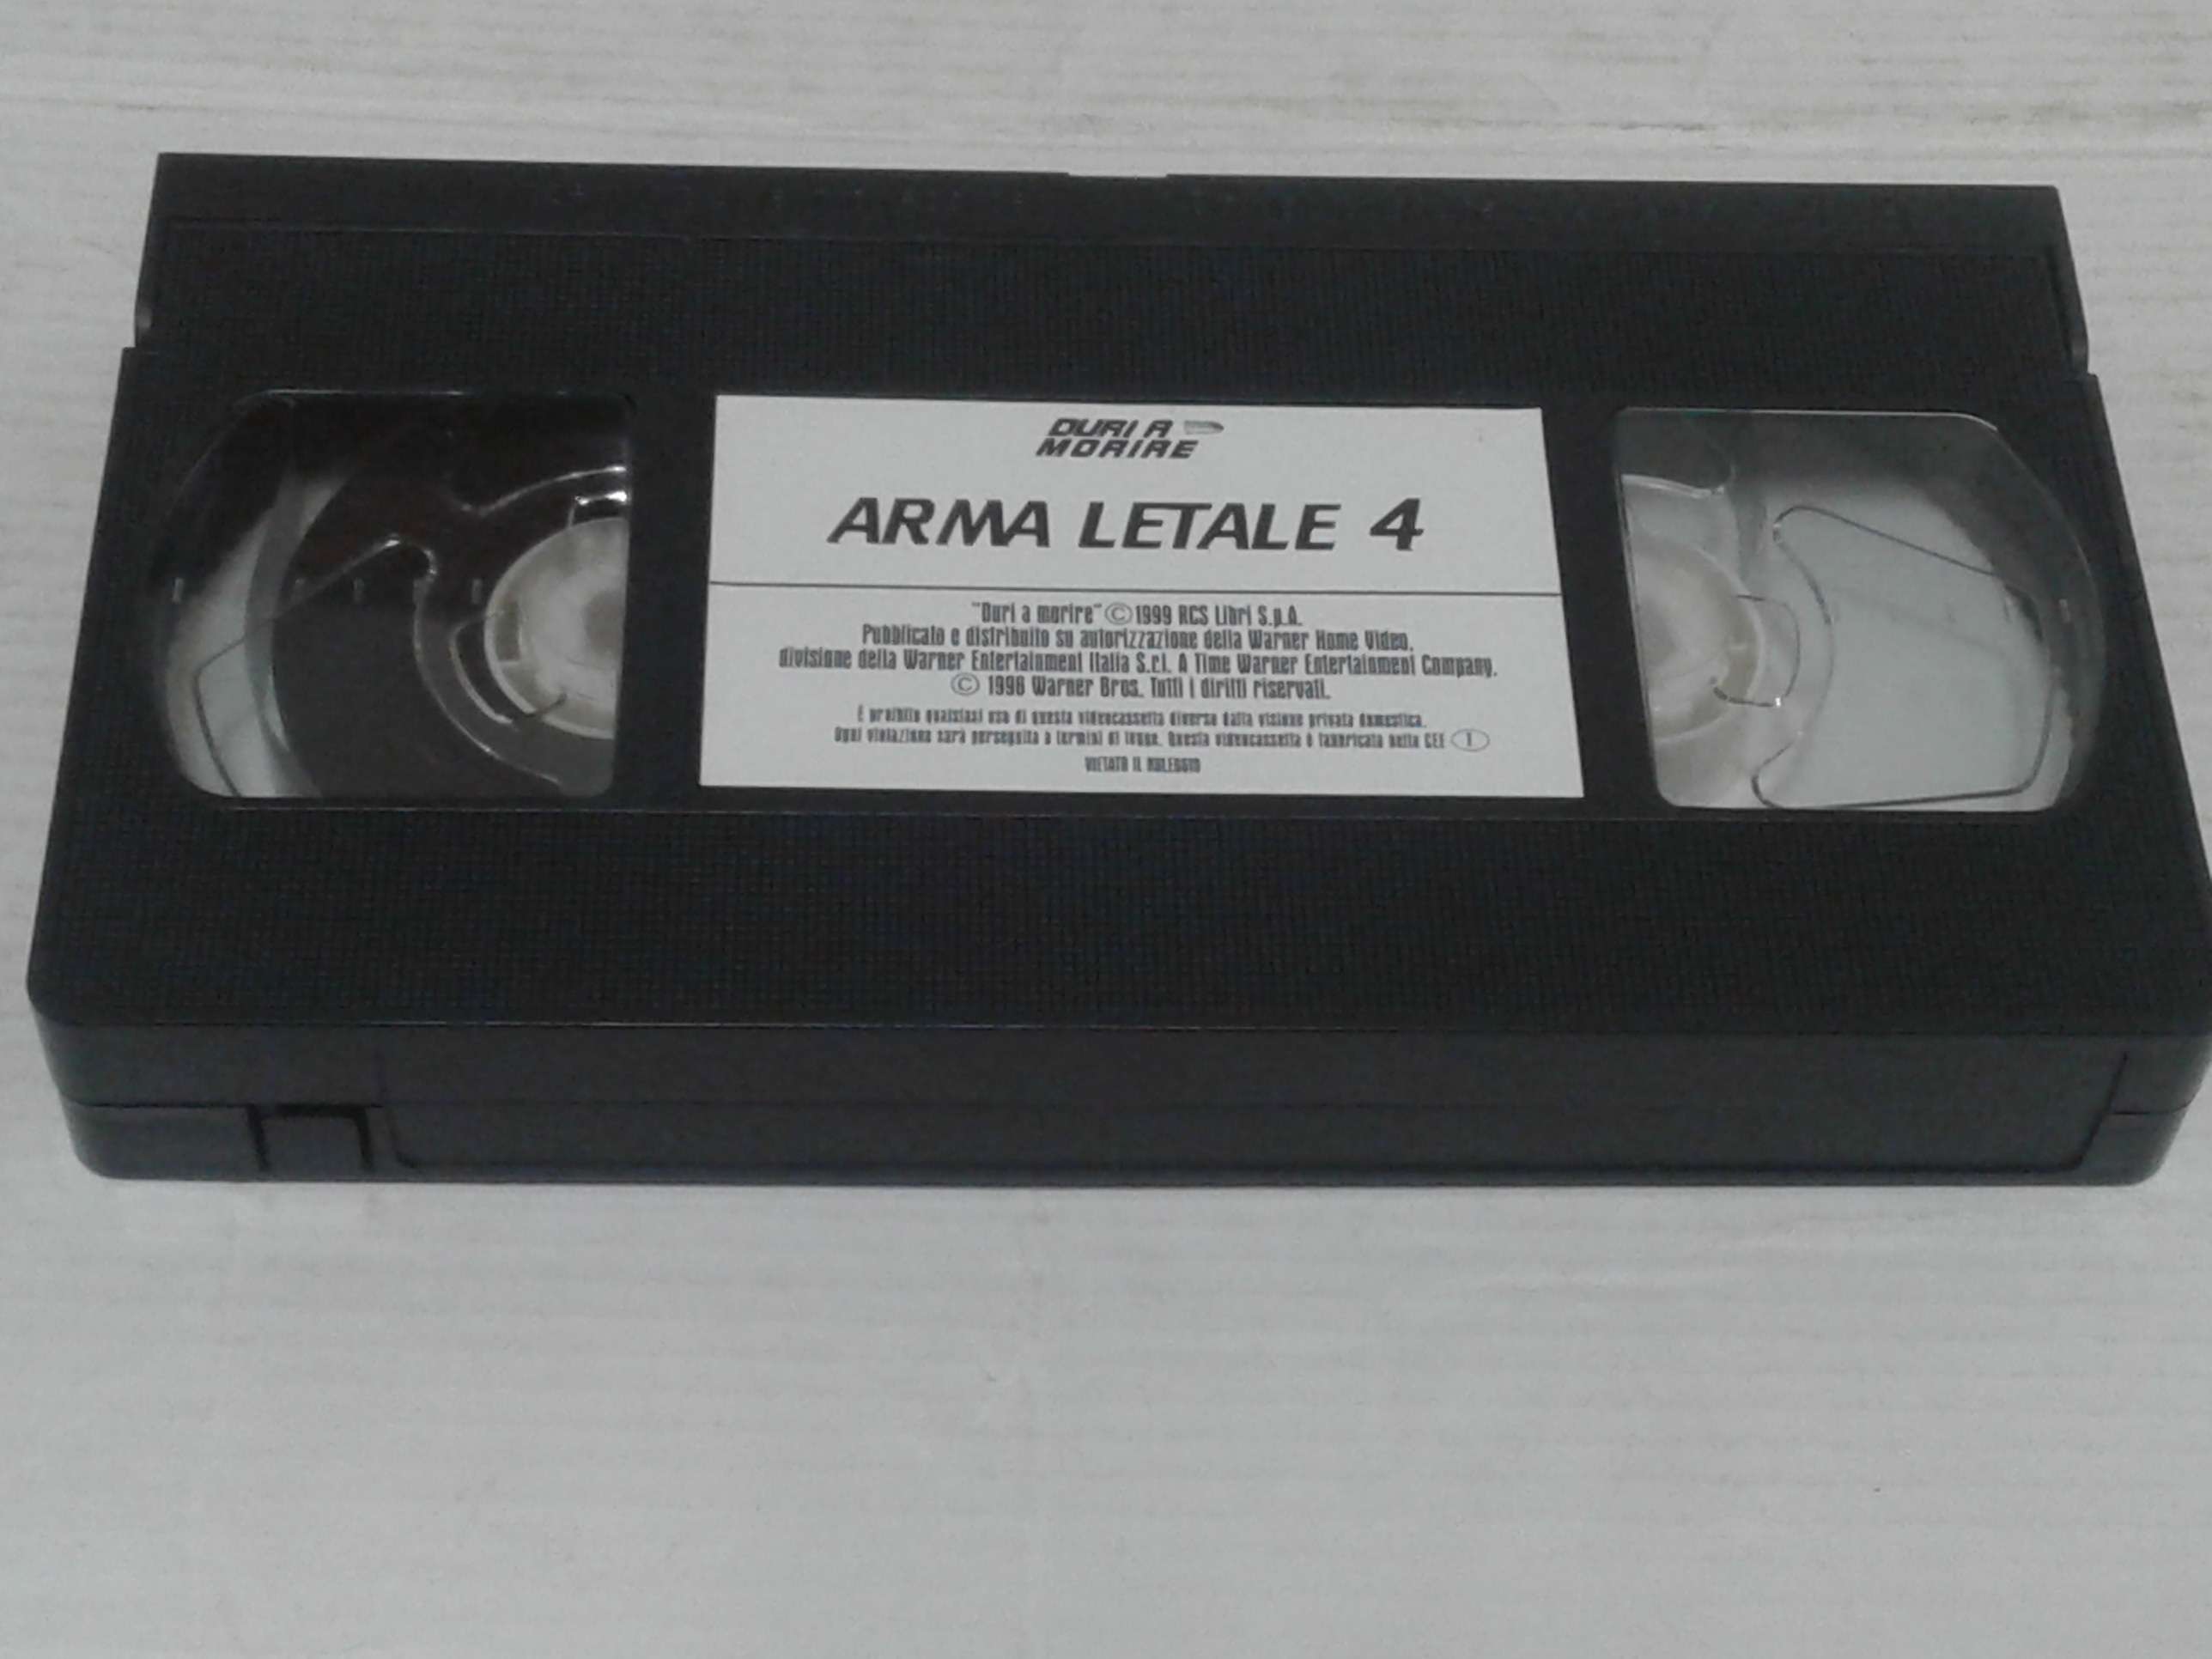 DURI A
MORIRE
ARMA LETALE 4
"Duri a morire" © 1999 RCS Libri S.p.A.
Pubblicato e distribuito su autorizzazione della Warner Home Video,
divisione della Warner Entertainment Italia S.r.l. A Time Warner Entertainment Company.
© 1998 Warner Bros. Tutti i diritti riservati.
È proibito qualsiasi uso di questa videocassetta diverso dalla visione privata domestica.
Ogni violazione sarà perseguita a termini di legge. Questa videocassetta è fabbricata nella CEE I
VIETATO IL NOLEGGIO